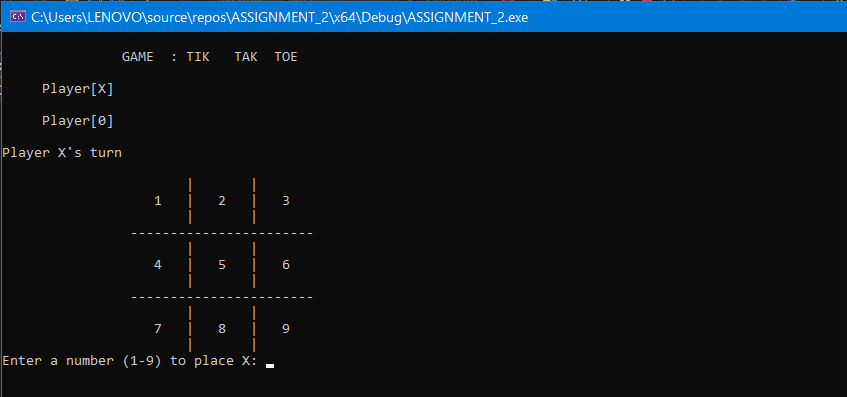 C:\Users\LENOVO\source\repos\ASSIGNMENT_2\x64\Debug\ASSIGNMENT_2.exe
GAME : TIK TAK TOE
Player[X]
Player[0]
Player X's turn
| |
1 | 2 | 3
| |
-----------------------
| |
4 | 5 | 6
| |
-----------------------
| |
7 | 8 | 9
| |
Enter a number (1-9) to place X: